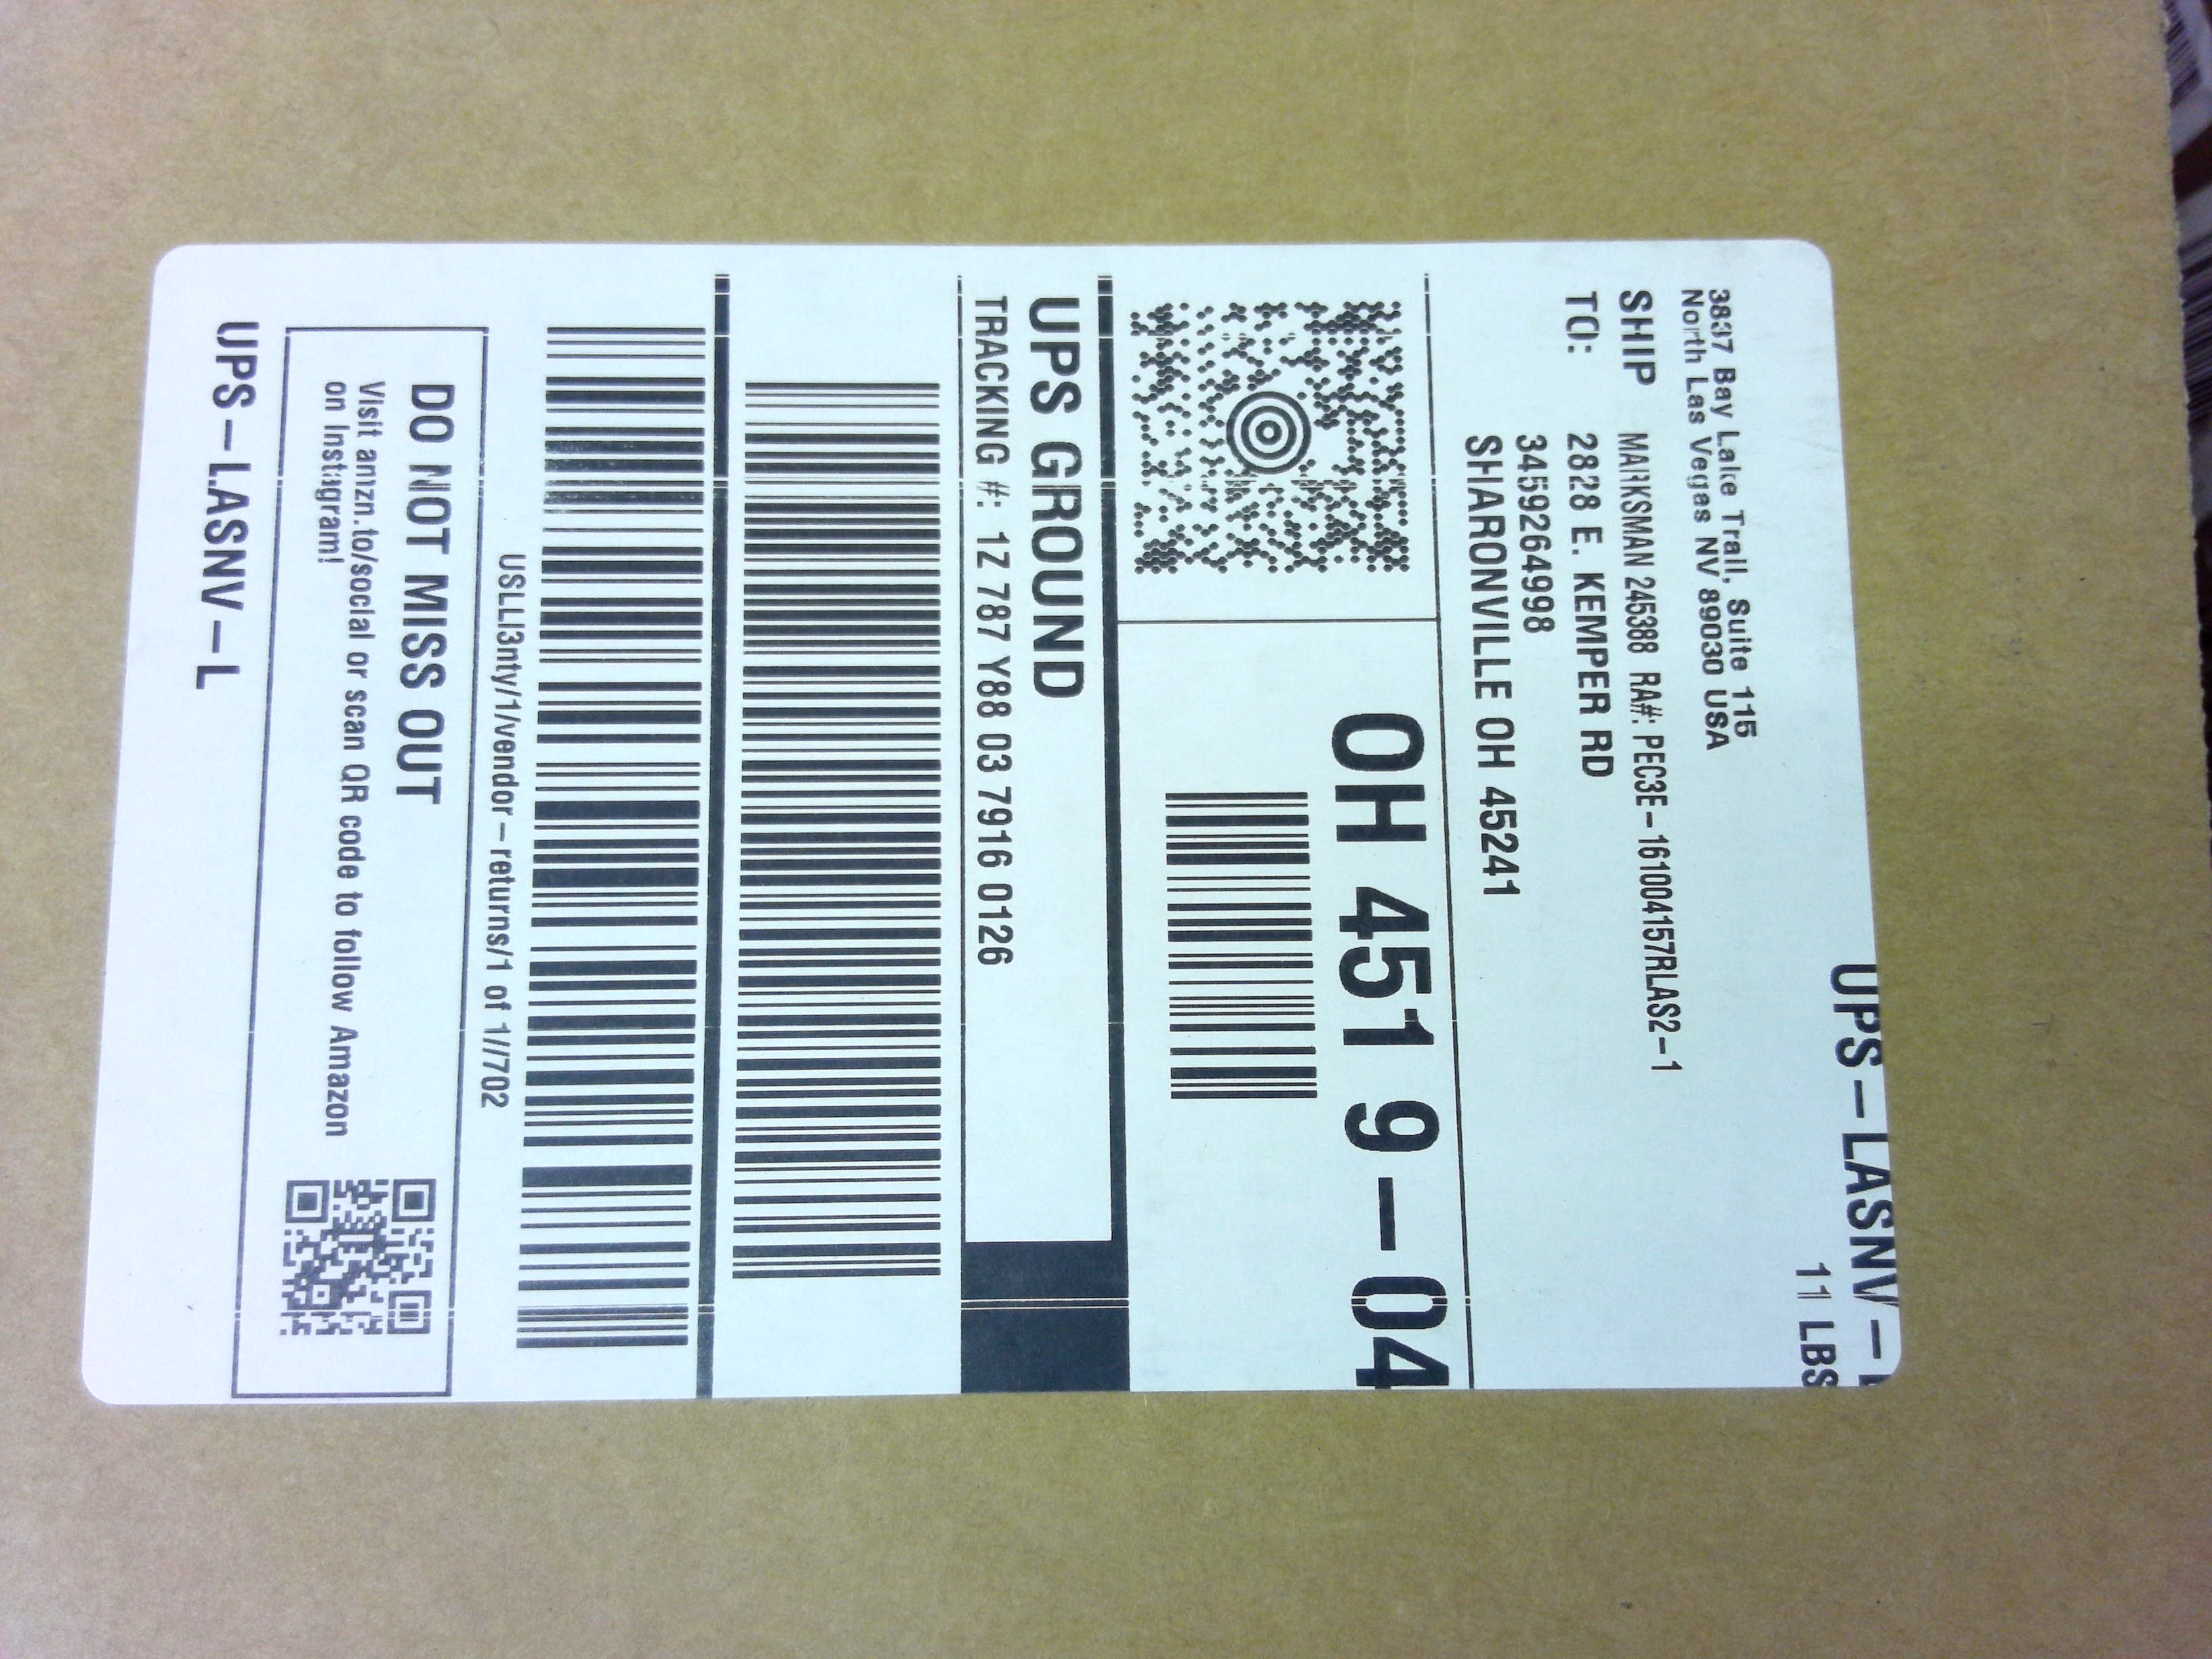 UPS-LASNV-
11 LBS
3837 Bay Lake Trail, Suite 115
North Las Vegas NV 89030 USA
SHIP MARKSMAN 245388 RA#: PEC3E-161004157RLAS2-1
TO: 2828 E. KEMPER RD
3459264998
SHARONVILLE OH 45241
OH 451 9-04
UPS GROUND
TRACKING #: 1Z 787 Y88 03 7916 0126
USLLI3nty/1/vendor-returns/1 of 1//702
DO NOT MISS OUT
Visit amzn.to/social or scan QR code to follow Amazon
on Instagram!
UPS-LASNV-L